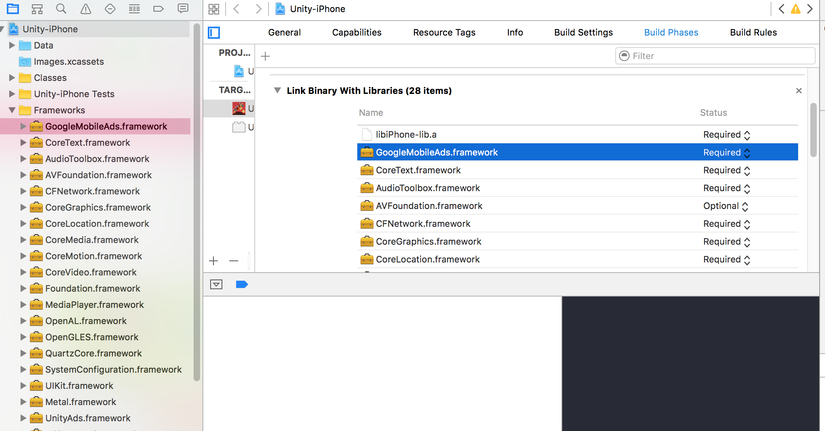 Unity-iPhone
General
Capabilities
Resource Tags
Info
Build Settings
Build Phases
Build Rules
Unity-iPhone
Data
Images.xcassets
Classes
Unity-iPhone Tests
Frameworks
GoogleMobileAds.framework
CoreText.framework
AudioToolbox.framework
AVFoundation.framework
CFNetwork.framework
CoreGraphics.framework
CoreLocation.framework
CoreMedia.framework
CoreMotion.framework
CoreVideo.framework
Foundation.framework
MediaPlayer.framework
OpenAL.framework
OpenGLES.framework
QuartzCore.framework
SystemConfiguration.framework
UIKit.framework
Metal.framework
UnityAds.framework
PROJ...
U
TARG...
U
U
Filter
Link Binary With Libraries (28 items)
Name Status
libiPhone-lib.a Required
GoogleMobileAds.framework Required
CoreText.framework Required
AudioToolbox.framework Required
AVFoundation.framework Optional
CFNetwork.framework Required
CoreGraphics.framework Required
CoreLocation.framework Required